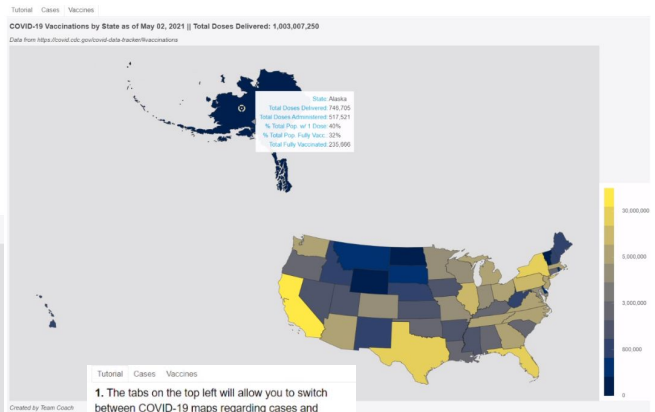 Tutorial Cases Vaccines
COVID-19 Vaccinations by State as of May 02, 2021 || Total Doses Delivered: 1,003,007,250
Data from https://covid.cdc.gov/covid-data-tracker/#vaccinations
State: Alaska
Total Doses Delivered: 748,705
Total Doses Administered: 517,521
% Total Pop. w/ 1 Dose: 40%
% Total Pop. Fully Vacc.: 32%
Total Fully Vaccinated: 235,666
30,000,000
5,000,000
3,000,000
800,000
0
Tutorial Cases Vaccines
1. The tabs on the top left will allow you to switch
between COVID-19 maps regarding cases and
Created by Team Coach